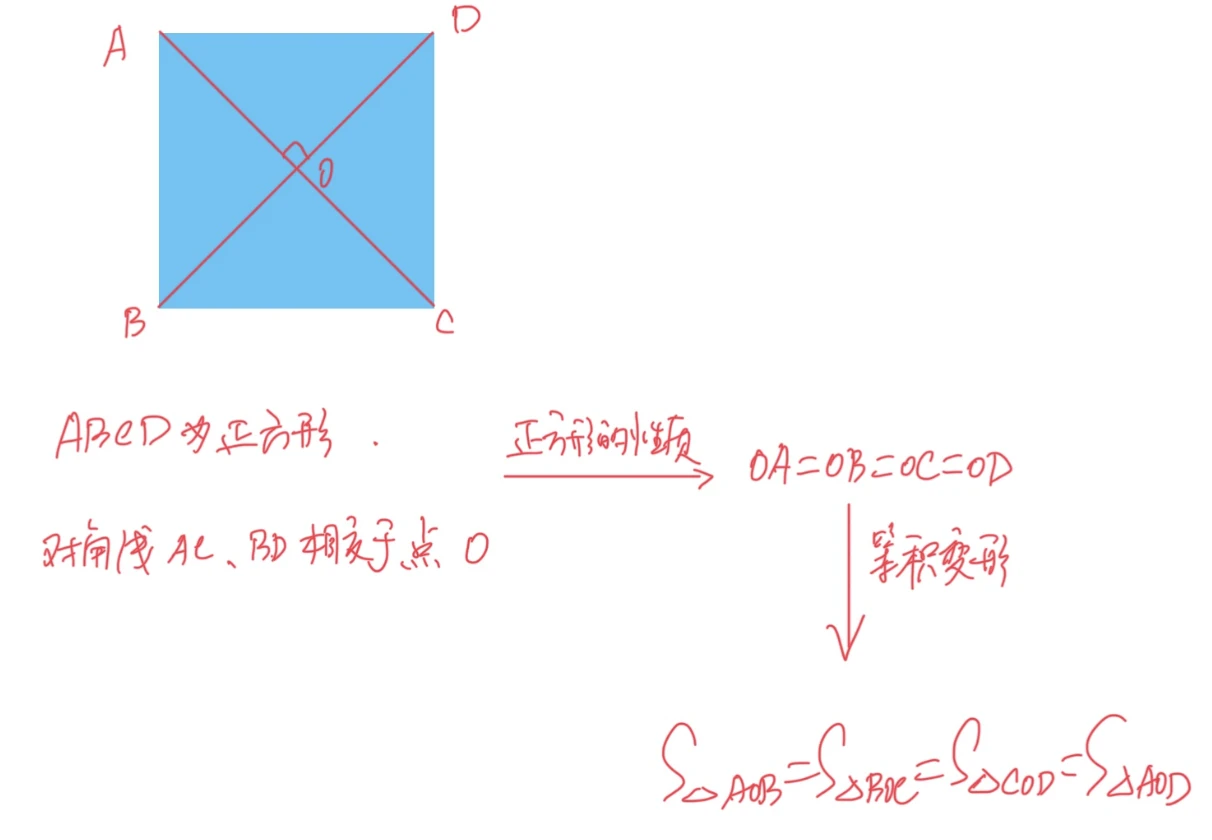 A
D
O
B
C
ABCD为正方形.
正方形的性质
OA=OB=OC=OD
对角线AC、BD相交于点O
等积变形
S△AOB=S△BOC=S△COD=S△AOD